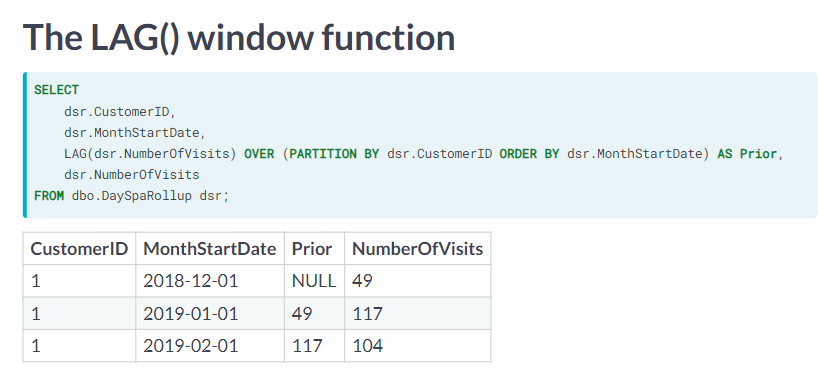 The LAG() window function
SELECT
dsr.CustomerID,
dsr.MonthStartDate,
LAG(dsr.NumberOfVisits) OVER (PARTITION BY dsr.CustomerID ORDER BY dsr.MonthStartDate) AS Prior,
dsr.NumberOfVisits
FROM dbo.DaySpaRollup dsr;
CustomerID MonthStartDate Prior NumberOfVisits
1 2018-12-01 NULL 49
1 2019-01-01 49 117
1 2019-02-01 117 104